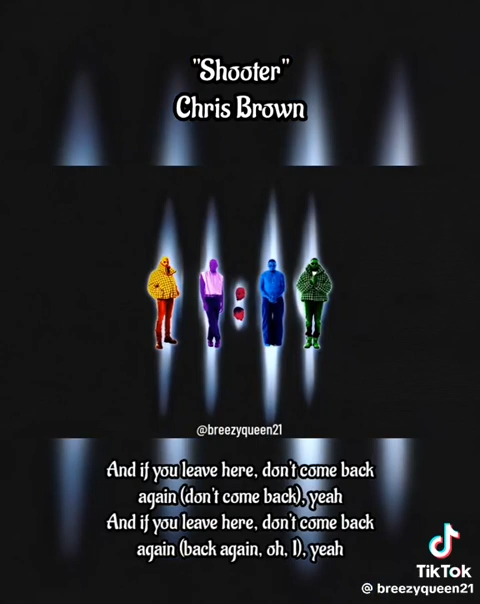 "Shooter"
Chris Brown
@breezyqueen21
And if you leave here, don't come back
again (don't come back), yeah
And if you leave here, don't come back
again (back again, oh, I), yeah
TikTok
@ breezyqueen21